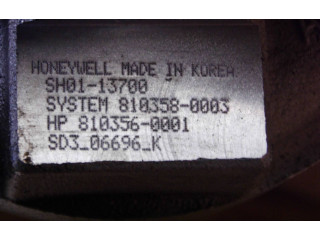 HONEYWELL MADE IN KOREA
SH01-13700
SYSTEM 810358-0003
HP 810356-0001
SD3_06696_K